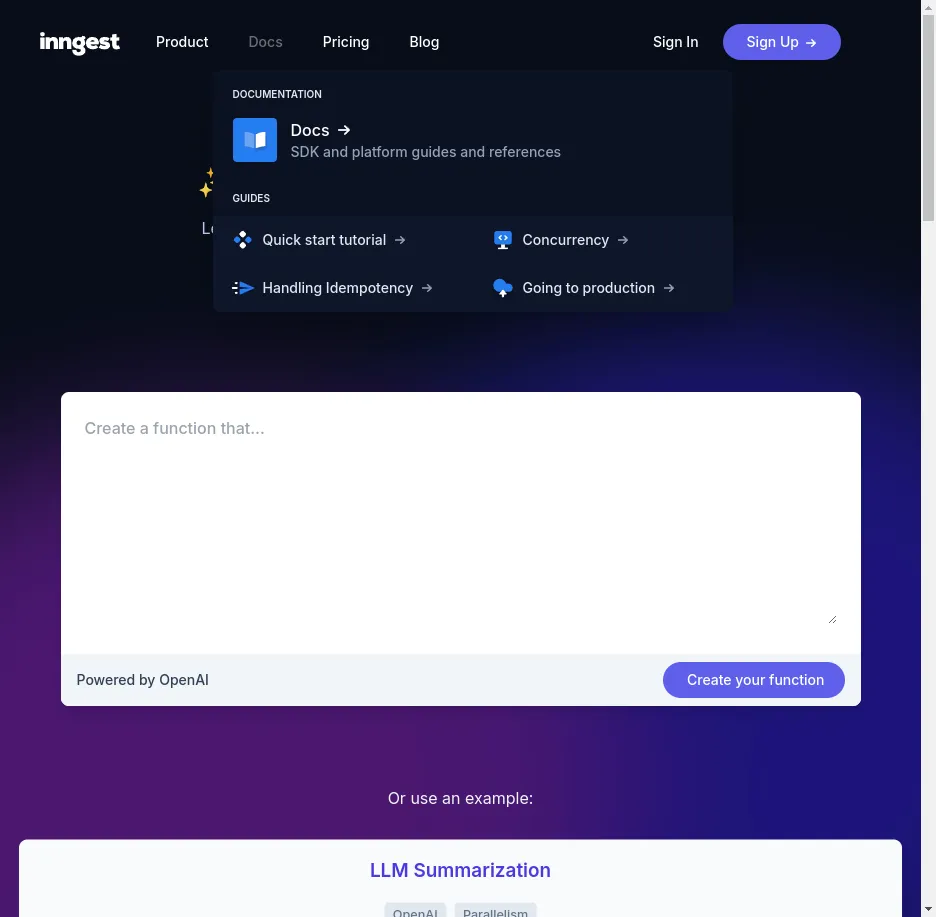 inngest Product Docs Pricing Blog Sign In Sign Up →
DOCUMENTATION
Docs →
SDK and platform guides and references
GUIDES
Quick start tutorial → Concurrency →
Handling Idempotency → Going to production →
Create a function that...
Powered by OpenAI Create your function
Or use an example:
LLM Summarization
OpenAI Parallelism